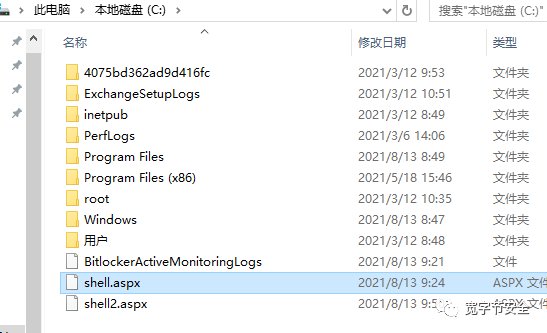 此电脑 › 本地磁盘 (C:) ›
搜索"本地磁盘 (C:)"
名称 修改日期 类型
4075bd362ad9d416fc 2021/3/12 9:53 文件夹
ExchangeSetupLogs 2021/3/12 10:51 文件夹
inetpub 2021/3/12 8:49 文件夹
PerfLogs 2021/3/6 14:06 文件夹
Program Files 2021/8/13 8:49 文件夹
Program Files (x86) 2021/5/18 15:46 文件夹
root 2021/3/12 10:35 文件夹
Windows 2021/8/13 8:47 文件夹
用户 2021/3/12 8:48 文件夹
BitlockerActiveMonitoringLogs 2021/8/13 9:21 文件
shell.aspx 2021/8/13 9:24 ASPX 文件
shell2.aspx 2021/8/13
宽字节安全